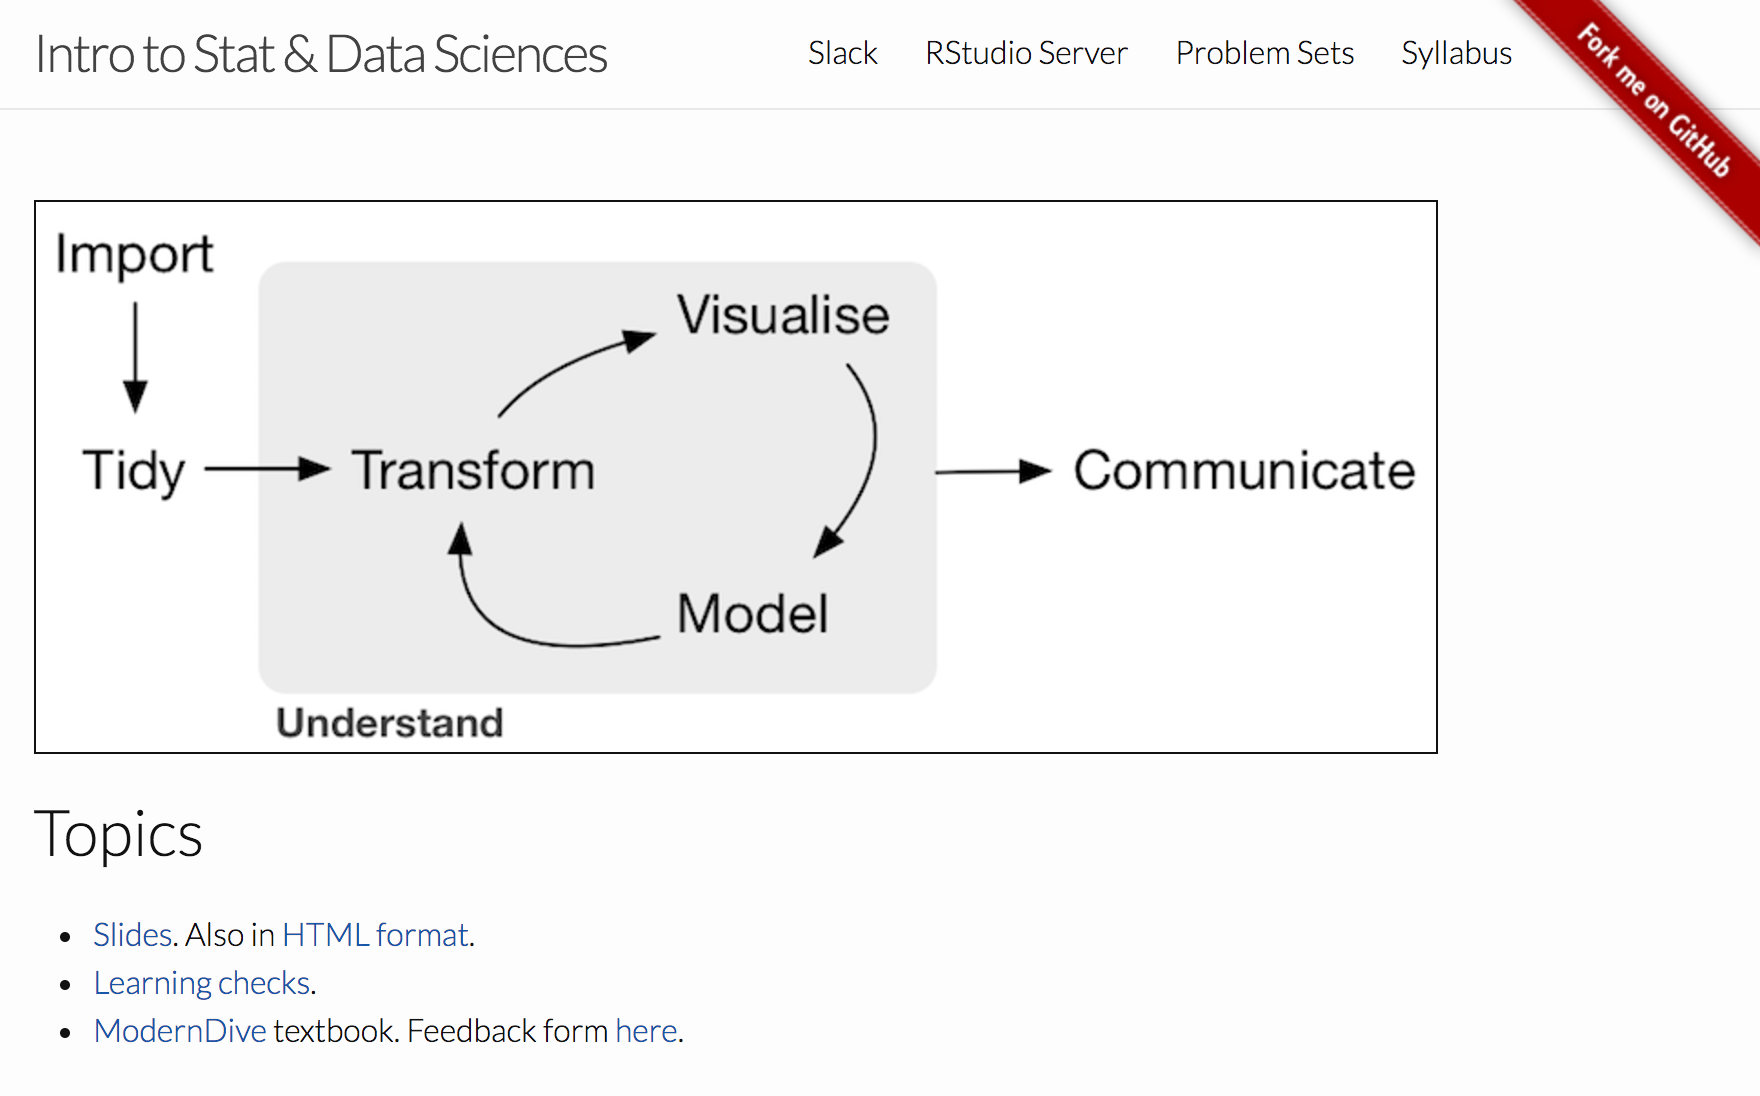 Intro to Stat & Data Sciences
Slack
RStudio Server
Problem Sets
Syllabus
Fork me on GitHub
Import
Visualise
Tidy
Transform
Communicate
Model
Understand
Topics
Slides. Also in HTML format.
Learning checks.
ModernDive textbook. Feedback form here.